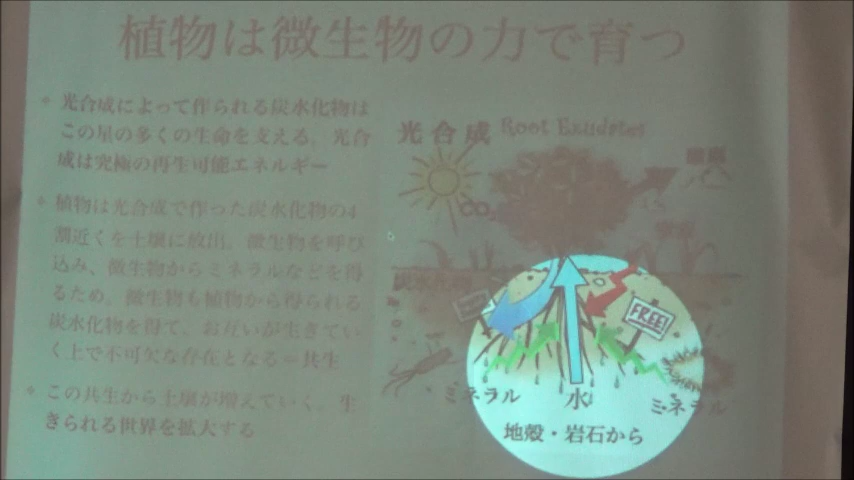 植物は微生物の力で育つ
光合成によって作られる炭水化物は
この星の多くの生命を支える。光合
成は究極の再生可能エネルギー
植物は光合成で作った炭水化物の4
割近くを土壌に放出。微生物を呼び
込み、微生物からミネラルなどを得
るため。微生物も植物から得られる
炭水化物を得て、お互いが生きてい
く上で不可欠な存在となる＝共生
この共生から土壌が増えていく。生
きられる世界を拡大する
光合成 Root Exudates
CO₂
炭水化物
FREE!
ミネラル 水 ミネラル
地殻・岩石から